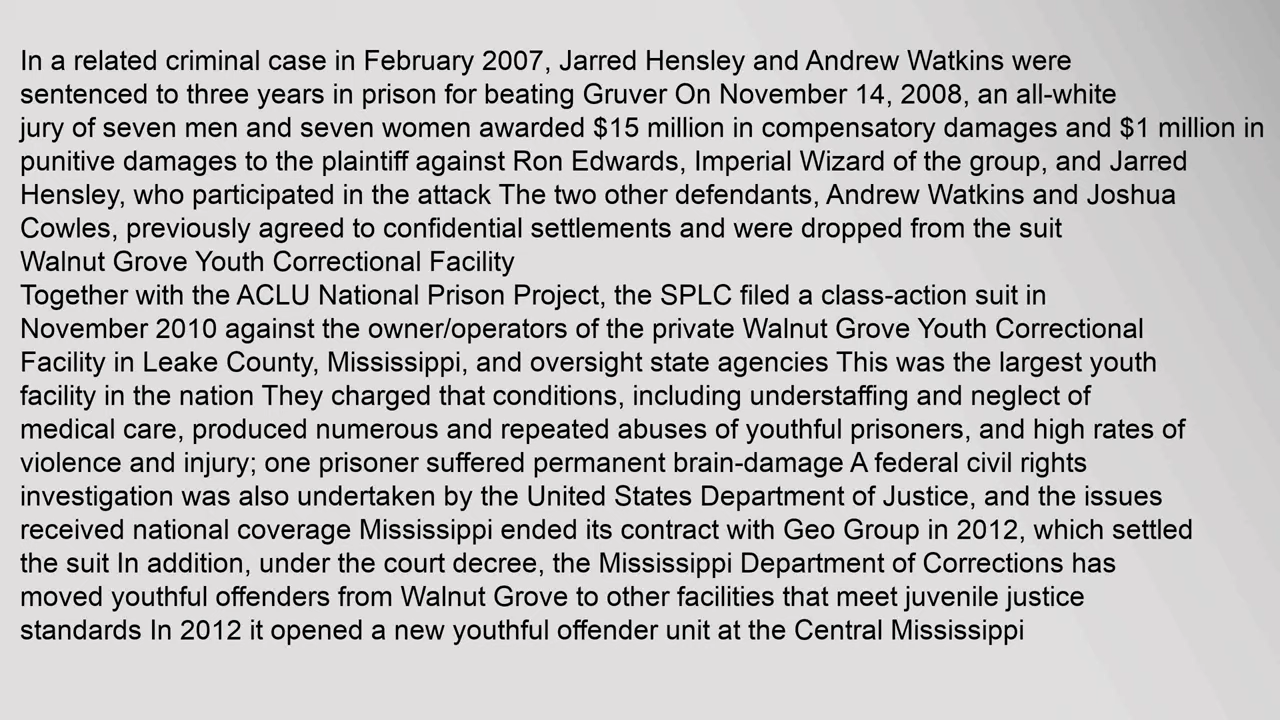 In a related criminal case in February 2007, Jarred Hensley and Andrew Watkins were
sentenced to three years in prison for beating Gruver On November 14, 2008, an all-white
jury of seven men and seven women awarded $15 million in compensatory damages and $1 million in
punitive damages to the plaintiff against Ron Edwards, Imperial Wizard of the group, and Jarred
Hensley, who participated in the attack The two other defendants, Andrew Watkins and Joshua
Cowles, previously agreed to confidential settlements and were dropped from the suit
Walnut Grove Youth Correctional Facility
Together with the ACLU National Prison Project, the SPLC filed a class-action suit in
November 2010 against the owner/operators of the private Walnut Grove Youth Correctional
Facility in Leake County, Mississippi, and oversight state agencies This was the largest youth
facility in the nation They charged that conditions, including understaffing and neglect of
medical care, produced numerous and repeated abuses of youthful prisoners, and high rates of
violence and injury; one prisoner suffered permanent brain-damage A federal civil rights
investigation was also undertaken by the United States Department of Justice, and the issues
received national coverage Mississippi ended its contract with Geo Group in 2012, which settled
the suit In addition, under the court decree, the Mississippi Department of Corrections has
moved youthful offenders from Walnut Grove to other facilities that meet juvenile justice
standards In 2012 it opened a new youthful offender unit at the Central Mississippi